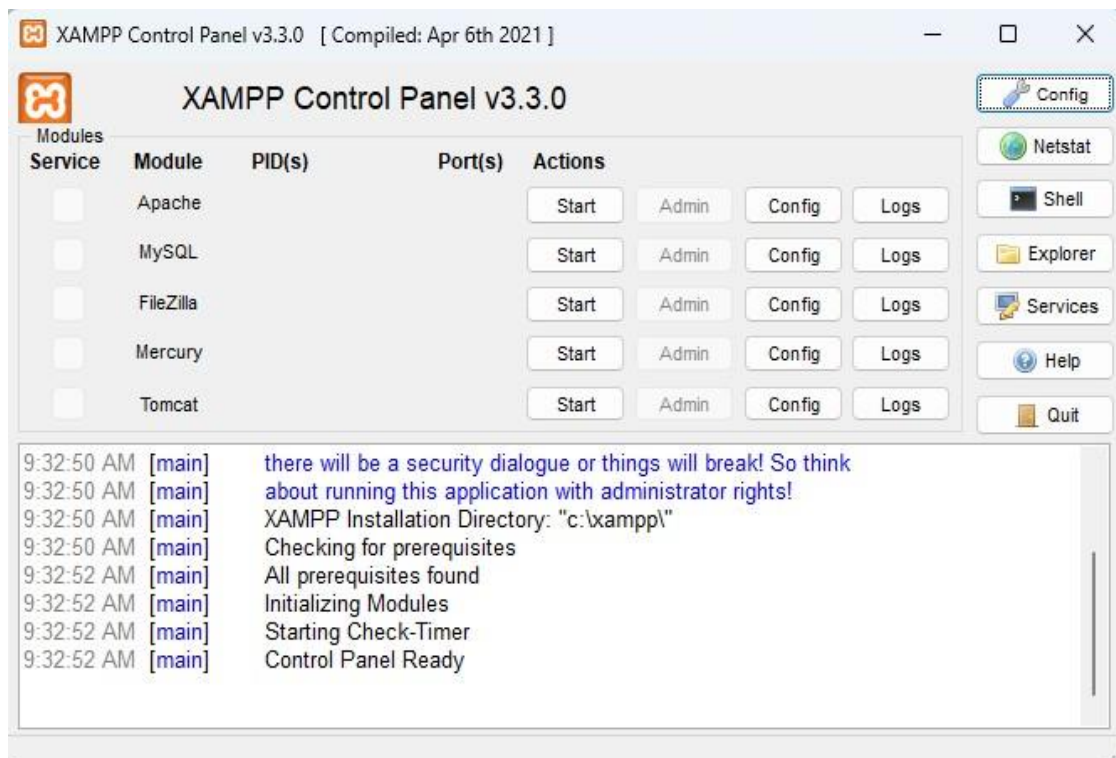 XAMPP Control Panel v3.3.0 [ Compiled: Apr 6th 2021 ]
XAMPP Control Panel v3.3.0
Config
Modules
Netstat
Service Module PID(s) Port(s) Actions
Apache Start Admin Config Logs
Shell
MySQL Start Admin Config Logs
Explorer
FileZilla Start Admin Config Logs
Services
Mercury Start Admin Config Logs
Help
Tomcat Start Admin Config Logs
Quit
9:32:50 AM [main] there will be a security dialogue or things will break! So think
9:32:50 AM [main] about running this application with administrator rights!
9:32:50 AM [main] XAMPP Installation Directory: "c:\xampp\"
9:32:50 AM [main] Checking for prerequisites
9:32:52 AM [main] All prerequisites found
9:32:52 AM [main] Initializing Modules
9:32:52 AM [main] Starting Check-Timer
9:32:52 AM [main] Control Panel Ready